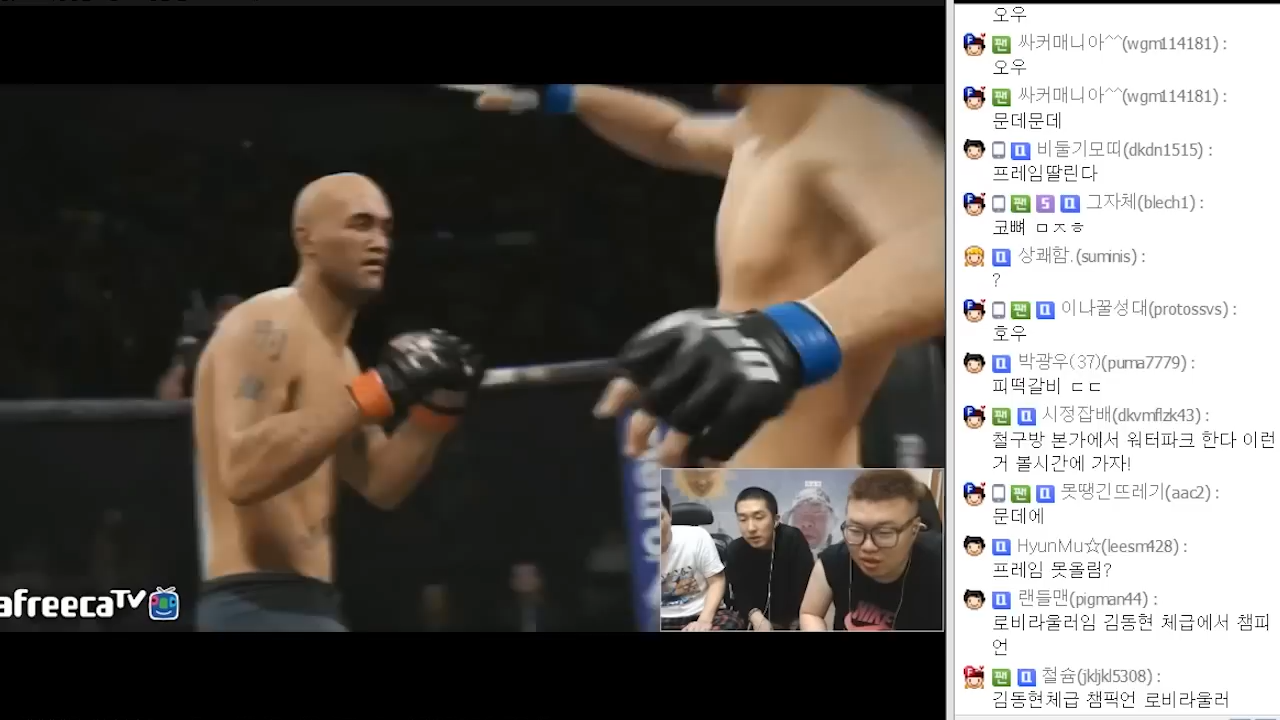 오우
싸커매니아^^(wgm114181) :
오우
싸커매니아^^(wgm114181) :
문데문데
비둘기모띠(dkdn1515) :
프레임딸린다
그자체(blech1) :
코뼈 ㅁㅈㅎ
상쾌함.(suminis) :
?
이나꿀성대(protossvs) :
호우
박광우(37)(puma7779) :
피떡갈비 ㄷㄷ
시정잡배(dkvmflzk43) :
철구방 본가에서 워터파크 한다 이런
거 볼시간에 가자!
못땡긴뜨레기(aac2) :
문데에
HyunMu☆(leesm428) :
프레임 못올림?
랜들맨(pigman44) :
로비라울러임 김동현 체급에서 챔피
언
철슘(jkljkl5308) :
김동현체급 챔픽언 로비라울러
afreecaTV